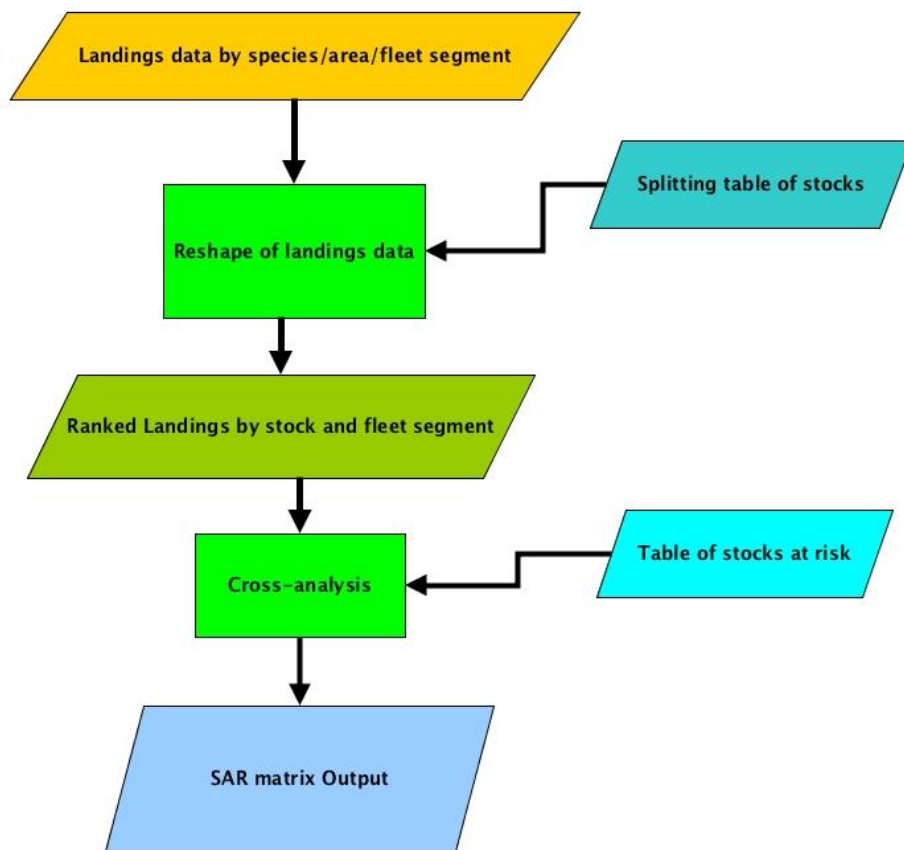 Landings data by species/area/fleet segment
Splitting table of stocks
Reshape of landings data
Ranked Landings by stock and fleet segment
Table of stocks at risk
Cross-analysis
SAR matrix Output